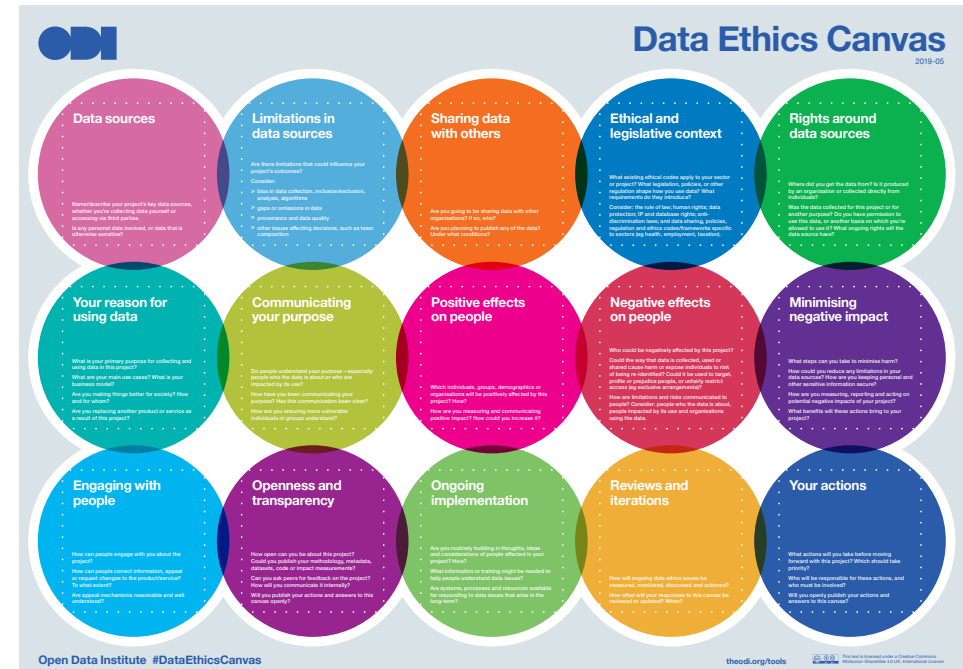 ODI
Data Ethics Canvas
2019-05
Data sources
Name/describe your project's key data sources,
whether you're collecting data yourself or
accessing via third parties.
Is any personal data involved, or data that is
otherwise sensitive?
Limitations in
data sources
Are there limitations that could influence your
project's outcomes?
Consider:
> bias in data collection, inclusion/exclusion,
analysis, algorithms
> gaps or omissions in data
> provenance and data quality
> other issues affecting decisions, such as team
composition
Sharing data
with others
Are you going to be sharing data with other
organisations? If so, who?
Are you planning to publish any of the data?
Under what conditions?
Ethical and
legislative context
What existing ethical codes apply to your sector
or project? What legislation, policies, or other
regulation shape how you use data? What
requirements do they introduce?
Consider: the rule of law; human rights; data
protection; IP and database rights; anti-
discrimination laws; and data sharing, policies,
regulation and ethics codes/frameworks specific
to sectors (eg health, employment, taxation).
Rights around
data sources
Where did you get the data from? Is it produced
by an organisation or collected directly from
individuals?
Was the data collected for this project or for
another purpose? Do you have permission to
use this data, or another basis on which you're
allowed to use it? What ongoing rights will the
data source have?
Your reason for
using data
What is your primary purpose for collecting and
using data in this project?
What are your main use cases? What is your
business model?
Are you making things better for society? How
and for whom?
Are you replacing another product or service as
a result of this project?
Communicating
your purpose
Do people understand your purpose – especially
people who the data is about or who are
impacted by its use?
How have you been communicating your
purpose? Has this communication been clear?
How are you ensuring more vulnerable
individuals or groups understand?
Positive effects
on people
Which individuals, groups, demographics or
organisations will be positively affected by this
project? How?
How are you measuring and communicating
positive impact? How could you increase it?
Negative effects
on people
Who could be negatively affected by this project?
Could the way that data is collected, used or
shared cause harm or expose individuals to risk
of being re-identified? Could it be used to target,
profile or prejudice people, or unfairly restrict
access (eg exclusive arrangements)?
How are limitations and risks communicated to
people? Consider: people who the data is about,
people impacted by its use and organisations
using the data.
Minimising
negative impact
What steps can you take to minimise harm?
How could you reduce any limitations in your
data sources? How are you keeping personal and
other sensitive information secure?
How are you measuring, reporting and acting on
potential negative impacts of your project?
What benefits will these actions bring to your
project?
Engaging with
people
How can people engage with you about the
project?
How can people correct information, appeal
or request changes to the product/service?
To what extent?
Are appeal mechanisms reasonable and well
understood?
Openness and
transparency
How open can you be about this project?
Could you publish your methodology, metadata,
datasets, code or impact measurements?
Can you ask peers for feedback on the project?
How will you communicate it internally?
Will you publish your actions and answers to this
canvas openly?
Ongoing
implementation
Are you routinely building in thoughts, ideas
and considerations of people affected in your
project? How?
What information or training might be needed to
help people understand data issues?
Are systems, processes and resources available
for responding to data issues that arise in the
long-term?
Reviews and
iterations
How will ongoing data ethics issues be
measured, monitored, discussed and actioned?
How often will your responses to this canvas be
reviewed or updated? When?
Your actions
What actions will you take before moving
forward with this project? Which should take
priority?
Who will be responsible for these actions, and
who must be involved?
Will you openly publish your actions and
answers to this canvas?
Open Data Institute #DataEthicsCanvas
theodi.org/tools
This text is licensed under a Creative Commons
Attribution-ShareAlike 4.0 UK: International Licence